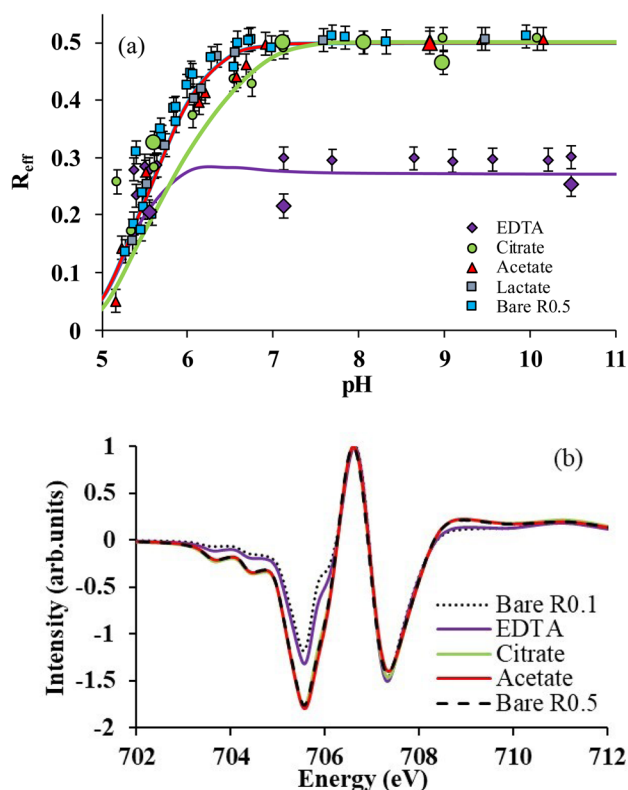 (a)
0.5
0.4
0.3
0.2
0.1
0
R_eff
EDTA
Citrate
Acetate
Lactate
Bare R0.5
5 6 7 8 9 10 11
pH
(b)
1
0.5
0
-0.5
-1
-1.5
-2
Intensity (arb.units)
Bare R0.1
EDTA
Citrate
Acetate
Bare R0.5
702 704 706 708 710 712
Energy (eV)